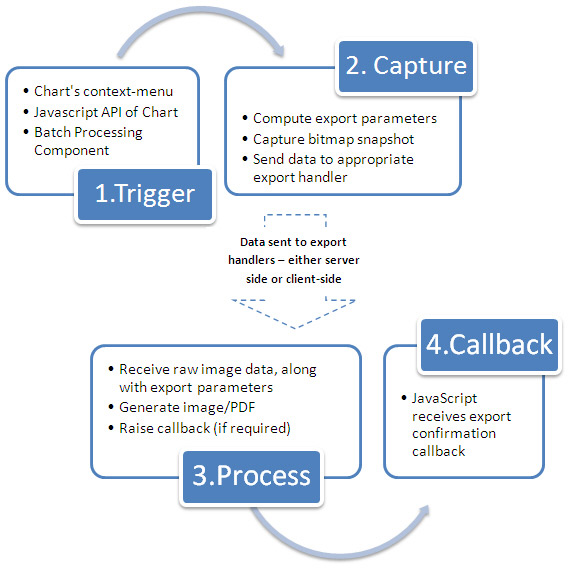 • Chart's context-menu
• Javascript API of Chart
• Batch Processing
Component
1.Trigger
2. Capture
• Compute export parameters
• Capture bitmap snapshot
• Send data to appropriate
export handler
Data sent to export
handlers – either server
side or client-side
• Receive raw image data, along
with export parameters
• Generate image/PDF
• Raise callback (if required)
3.Process
4.Callback
• JavaScript
receives export
confirmation
callback